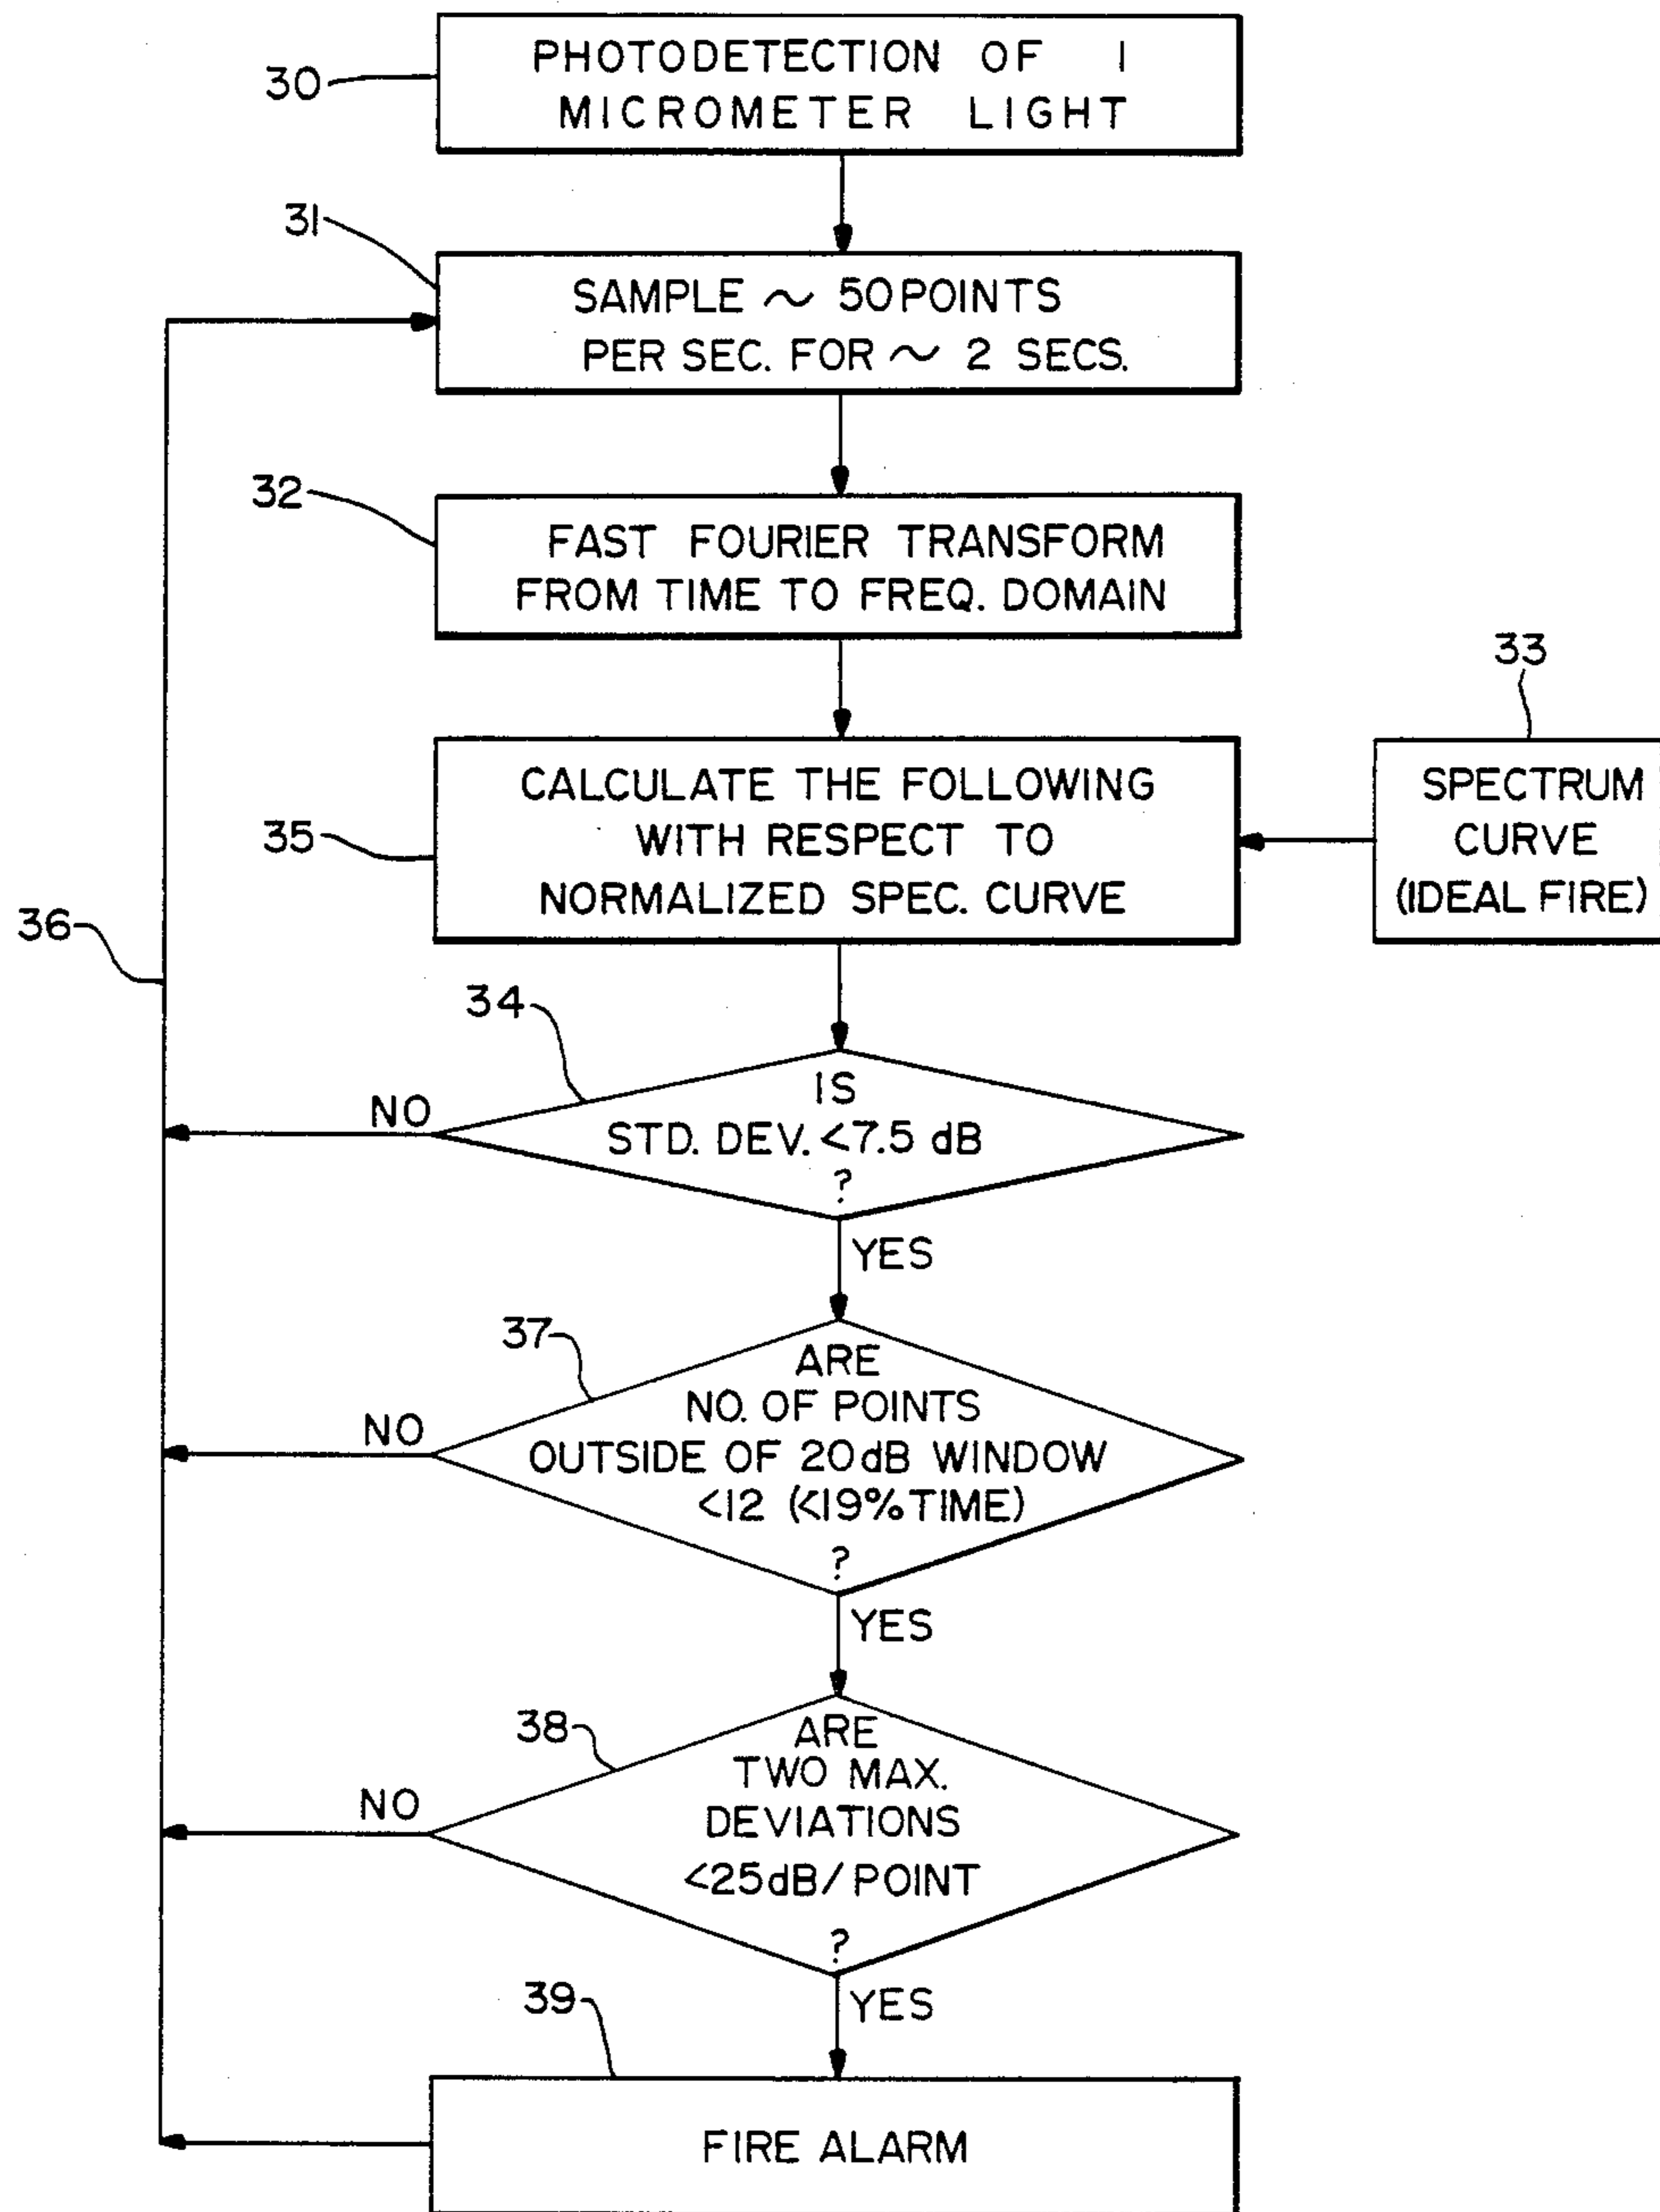 30
PHOTODETECTION OF 1
MICROMETER LIGHT
31
SAMPLE ~ 50 POINTS
PER SEC. FOR ~ 2 SECS.
32
FAST FOURIER TRANSFORM
FROM TIME TO FREQ. DOMAIN
33
35
CALCULATE THE FOLLOWING
WITH RESPECT TO
NORMALIZED SPEC. CURVE
SPECTRUM
CURVE
(IDEAL FIRE)
36
34
NO
IS
STD. DEV. <7.5 dB
?
YES
37
NO
ARE
NO. OF POINTS
OUTSIDE OF 20dB WINDOW
<12 (<19% TIME)
?
YES
38
NO
ARE
TWO MAX.
DEVIATIONS
<25dB/POINT
?
YES
39
FIRE ALARM